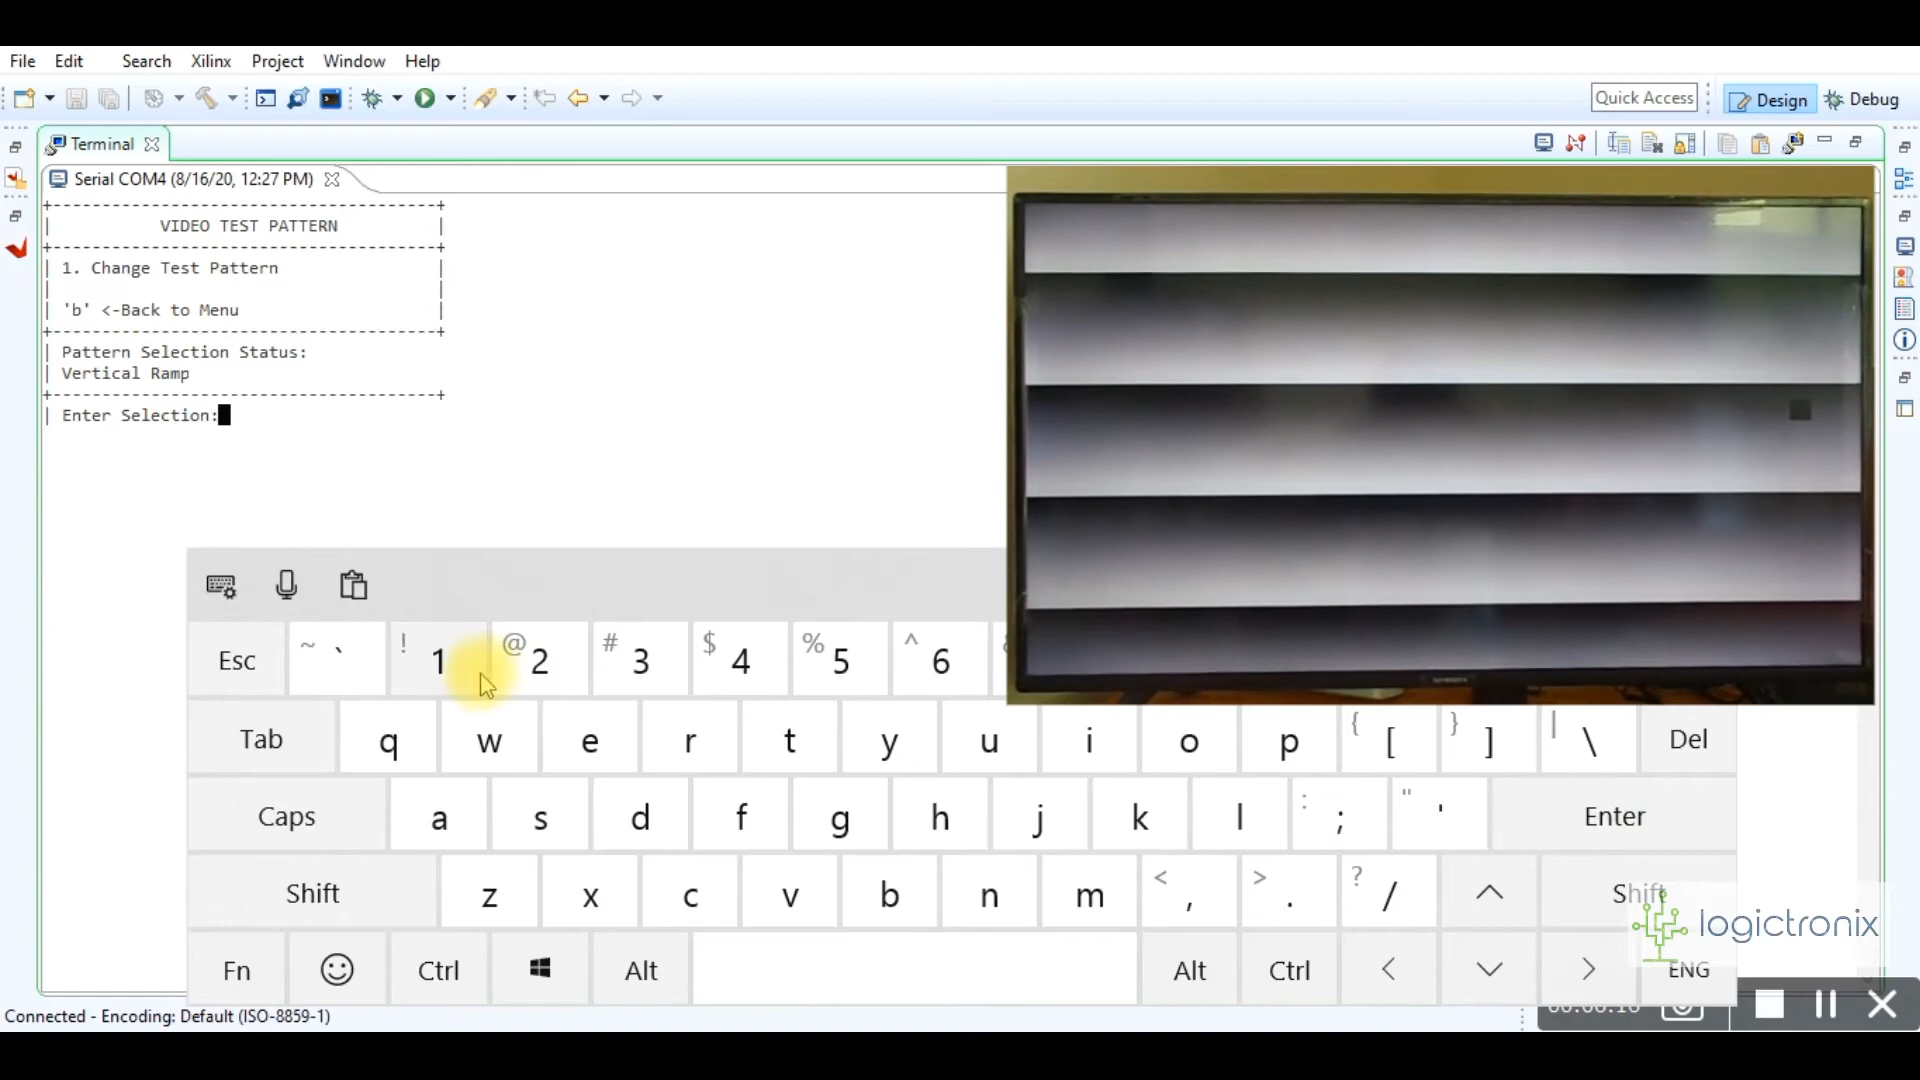 File Edit Search Xilinx Project Window Help
Quick Access
Design
Debug
Terminal
Serial COM4 (8/16/20, 12:27 PM)
+----------------------------------------+
| VIDEO TEST PATTERN |
+----------------------------------------+
| 1. Change Test Pattern |
| |
'b' <-Back to Menu |
+----------------------------------------+
| Pattern Selection Status:
| Vertical Ramp
+----------------------------------------+
| Enter Selection:
Esc ~ ` ! 1 @ 2 # 3 $ 4 % 5 ^ 6
Tab q w e r t y u i o p { [ } ] | \ Del
Caps a s d f g h j k l : ; " ' Enter
Shift z x c v b n m < , > . ? / Shift
logictronix
Fn Ctrl Alt Alt Ctrl ENG
Connected - Encoding: Default (ISO-8859-1)